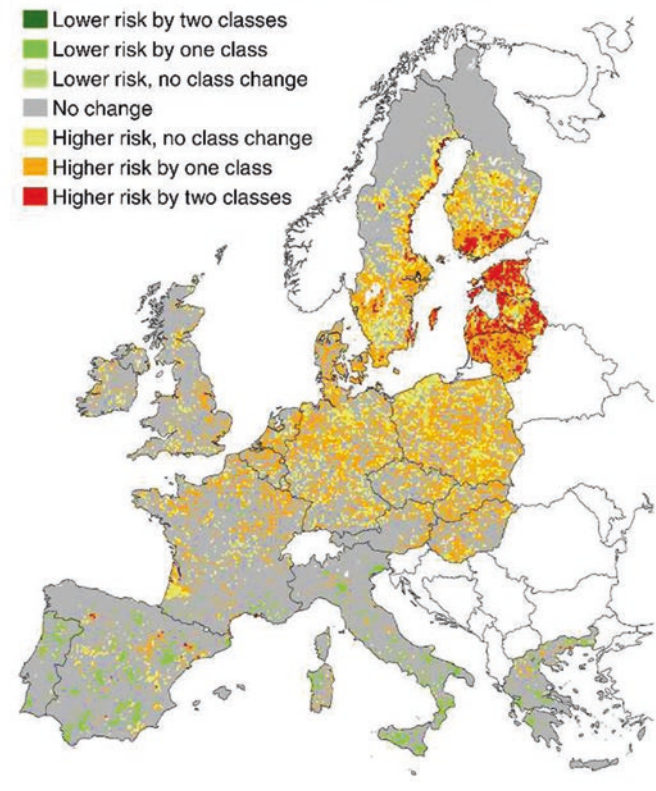 Lower risk by two classes
Lower risk by one class
Lower risk, no class change
No change
Higher risk, no class change
Higher risk by one class
Higher risk by two classes